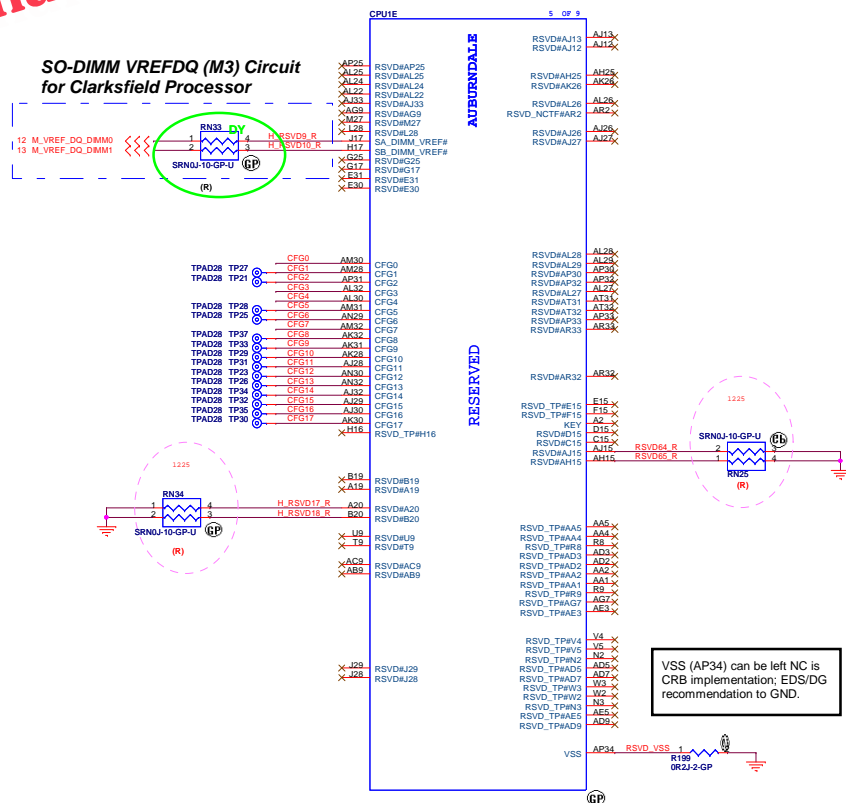 CPU1E
5 OF 9
SO-DIMM VREFDQ (M3) Circuit
for Clarksfield Processor
AUBURNDALE
RESERVED
12 M_VREF_DQ_DIMM0
13 M_VREF_DQ_DIMM1
RN33
DY
1 4 H_RSVD9_R
2 3 H_RSVD10_R
SRN0J-10-GP-U
GP
(R)
AP25 RSVD#AP25
AL25 RSVD#AL25
AL24 RSVD#AL24
AL22 RSVD#AL22
AJ33 RSVD#AJ33
AG9 RSVD#AG9
M27 RSVD#M27
L28 RSVD#L28
J17 SA_DIMM_VREF#
H17 SB_DIMM_VREF#
G25 RSVD#G25
G17 RSVD#G17
E31 RSVD#E31
E30 RSVD#E30
CFG0 AM30 CFG0
TPAD28 TP27 CFG1 AM28 CFG1
TPAD28 TP21 CFG2 AP31 CFG2
CFG3 AL32 CFG3
CFG4 AL30 CFG4
TPAD28 TP28 CFG5 AM31 CFG5
TPAD28 TP25 CFG6 AN29 CFG6
CFG7 AM32 CFG7
TPAD28 TP37 CFG8 AK32 CFG8
TPAD28 TP33 CFG9 AK31 CFG9
TPAD28 TP29 CFG10 AK28 CFG10
TPAD28 TP31 CFG11 AJ28 CFG11
TPAD28 TP23 CFG12 AN30 CFG12
TPAD28 TP26 CFG13 AN32 CFG13
TPAD28 TP34 CFG14 AJ32 CFG14
TPAD28 TP32 CFG15 AJ29 CFG15
TPAD28 TP35 CFG16 AJ30 CFG16
TPAD28 TP30 CFG17 AK30 CFG17
H16 RSVD_TP#H16
B19 RSVD#B19
A19 RSVD#A19
1225
RN34
1 4 H_RSVD17_R A20 RSVD#A20
2 3 H_RSVD18_R B20 RSVD#B20
SRN0J-10-GP-U
GP
(R)
U9 RSVD#U9
T9 RSVD#T9
AC9 RSVD#AC9
AB9 RSVD#AB9
J29 RSVD#J29
J28 RSVD#J28
RSVD#AJ13 AJ13
RSVD#AJ12 AJ12
RSVD#AH25 AH25
RSVD#AK26 AK26
RSVD#AL26 AL26
RSVD_NCTF#AR2 AR2
RSVD#AJ26 AJ26
RSVD#AJ27 AJ27
RSVD#AL28 AL28
RSVD#AL29 AL29
RSVD#AP30 AP30
RSVD#AP32 AP32
RSVD#AL27 AL27
RSVD#AT31 AT31
RSVD#AT32 AT32
RSVD#AP33 AP33
RSVD#AR33 AR33
RSVD#AR32 AR32
RSVD_TP#E15 E15
RSVD_TP#F15 F15
KEY A2
RSVD#D15 D15
RSVD#C15 C15
RSVD#AJ15 AJ15 RSVD64_R 2 3
RSVD#AH15 AH15 RSVD65_R 1 4
1225
SRN0J-10-GP-U
RN25
(R)
RSVD_TP#AA5 AA5
RSVD_TP#AA4 AA4
RSVD_TP#R8 R8
RSVD_TP#AD3 AD3
RSVD_TP#AD2 AD2
RSVD_TP#AA2 AA2
RSVD_TP#AA1 AA1
RSVD_TP#R9 R9
RSVD_TP#AG7 AG7
RSVD_TP#AE3 AE3
RSVD_TP#V4 V4
RSVD_TP#V5 V5
RSVD_TP#N2 N2
RSVD_TP#AD5 AD5
RSVD_TP#AD7 AD7
RSVD_TP#W3 W3
RSVD_TP#W2 W2
RSVD_TP#N3 N3
RSVD_TP#AE5 AE5
RSVD_TP#AD9 AD9
VSS (AP34) can be left NC is
CRB implementation; EDS/DG
recommendation to GND.
VSS AP34 RSVD_VSS 1
R199
0R2J-2-GP
GP